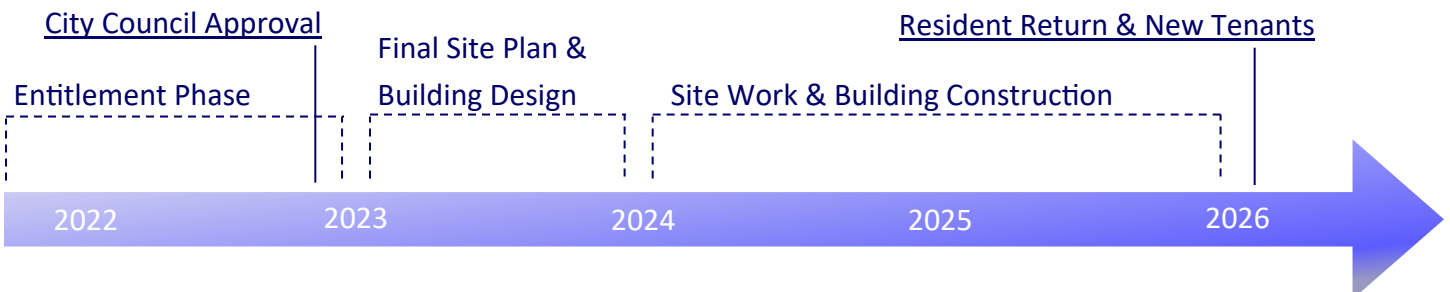 City Council Approval
Resident Return & New Tenants
Final Site Plan &
Entitlement Phase
Building Design
Site Work & Building Construction
2022
2023
2024
2025
2026